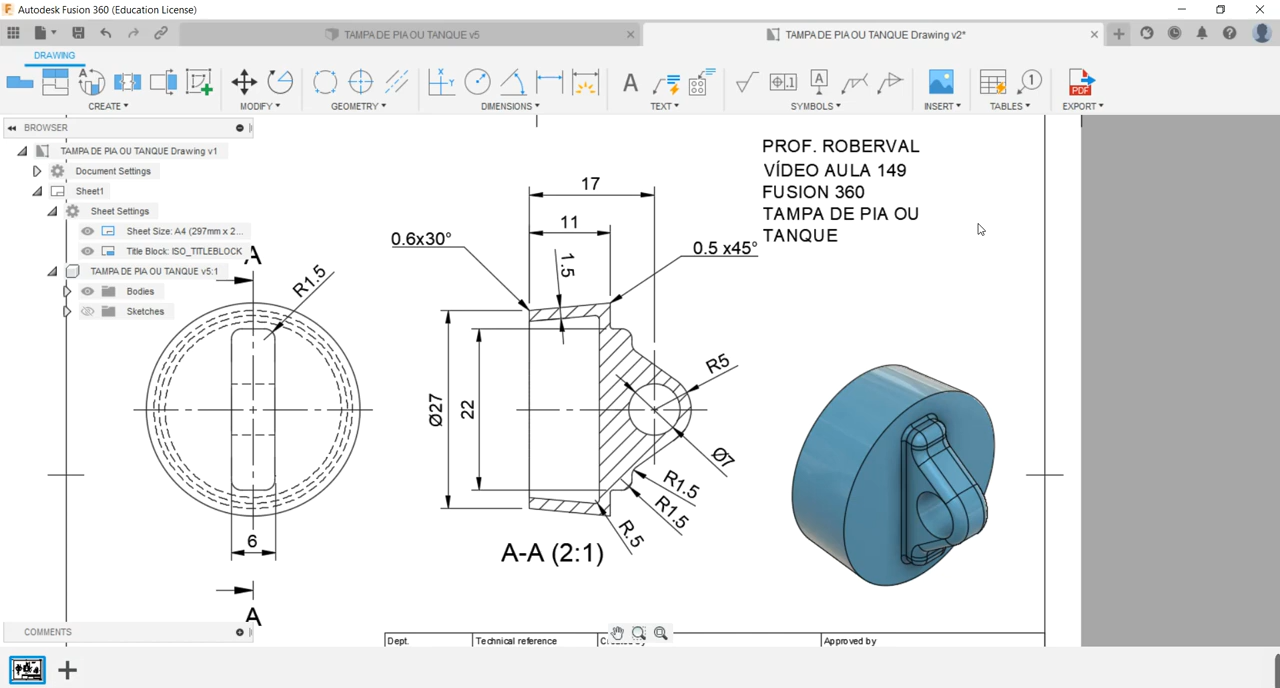 Autodesk Fusion 360 (Education License)
TAMPA DE PIA OU TANQUE v5
TAMPA DE PIA OU TANQUE Drawing v2*
DRAWING
CREATE
MODIFY
GEOMETRY
DIMENSIONS
TEXT
SYMBOLS
INSERT
TABLES
EXPORT
BROWSER
TAMPA DE PIA OU TANQUE Drawing v1
Document Settings
Sheet1
Sheet Settings
Sheet Size: A4 (297mm x 2...
Title Block: ISO_TITLEBLOCK
TAMPA DE PIA OU TANQUE v5:1
Bodies
Sketches
PROF. ROBERVAL
VÍDEO AULA 149
FUSION 360
TAMPA DE PIA OU
TANQUE
17
11
0.6x30°
0.5 x45°
1.5
A
R1.5
R5
Ø27
22
Ø7
R1.5
R1.5
R.5
6
A-A (2:1)
A
COMMENTS
Dept.
Technical reference
Approved by